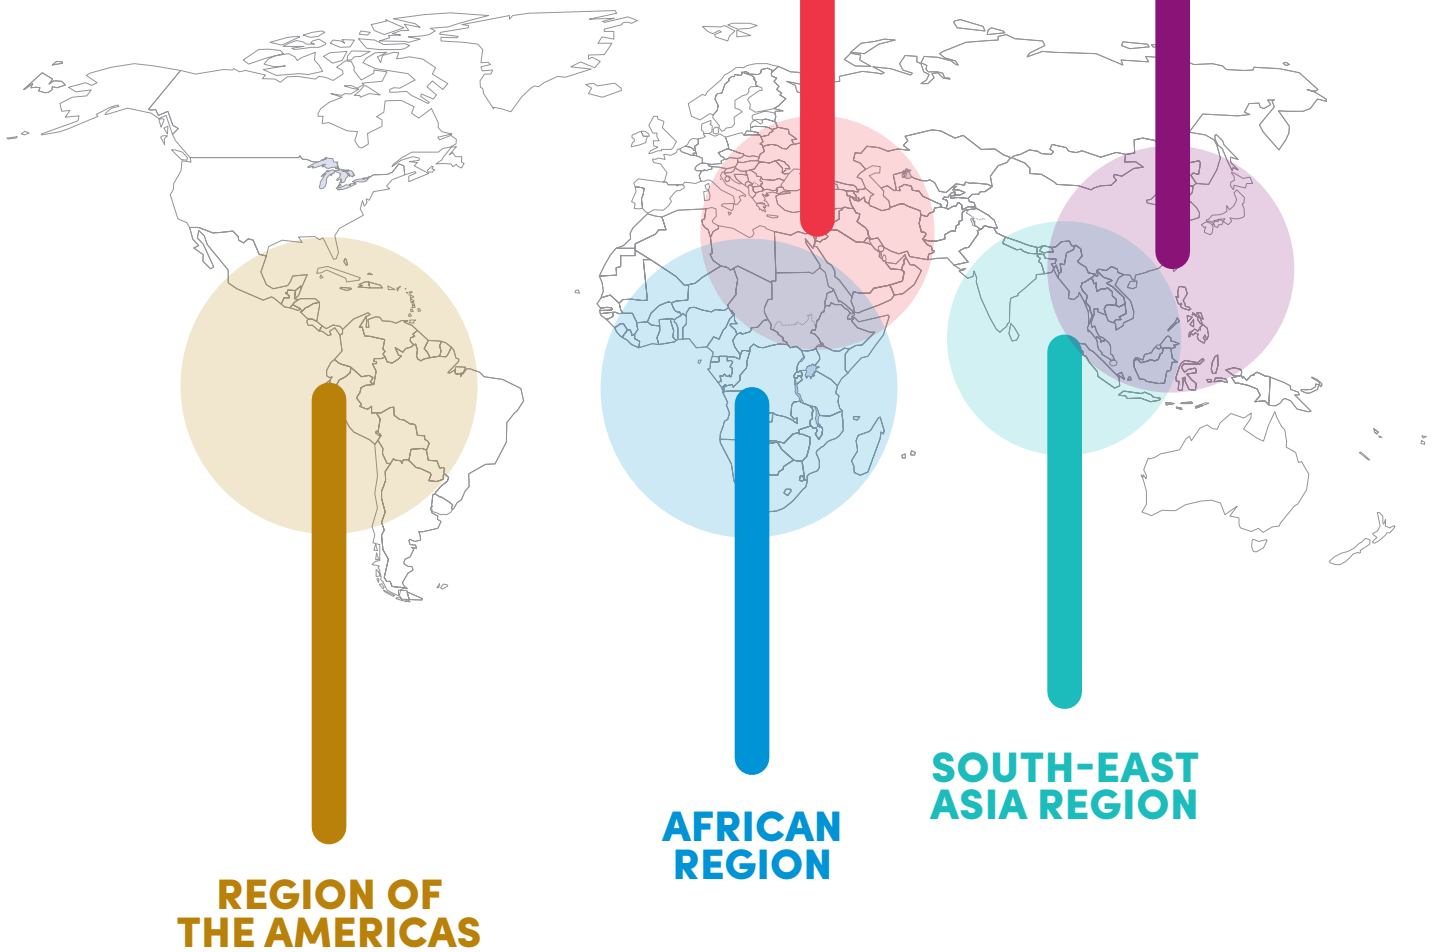 SOUTH-EAST
ASIA REGION
AFRICAN
REGION
REGION OF
THE AMERICAS